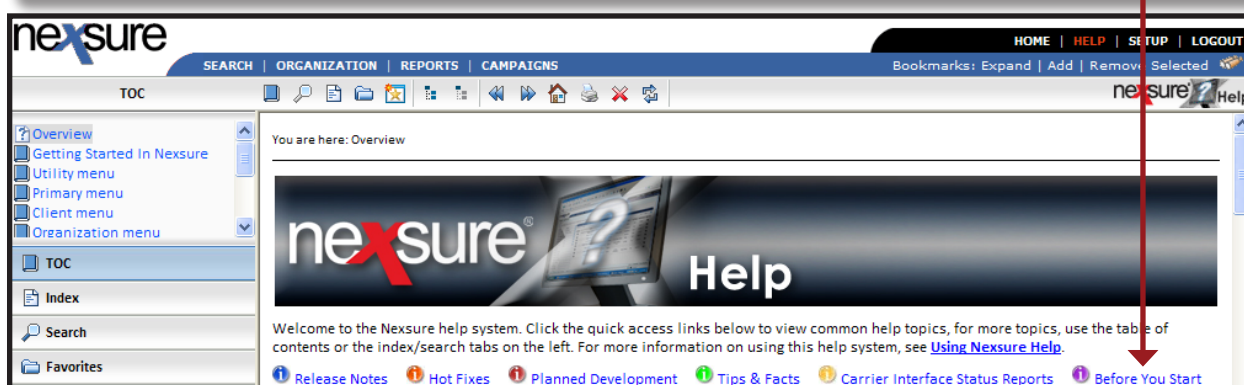 nexsure
HOME | HELP | SETUP | LOGOUT
SEARCH | ORGANIZATION | REPORTS | CAMPAIGNS
Bookmarks: Expand | Add | Remove Selected
TOC
nexsure Help
Overview
Getting Started In Nexsure
Utility menu
Primary menu
Client menu
Organization menu
TOC
Index
Search
Favorites
You are here: Overview
nexsure® Help
Welcome to the Nexsure help system. Click the quick access links below to view common help topics, for more topics, use the table of
contents or the index/search tabs on the left. For more information on using this help system, see Using Nexsure Help.
Release Notes Hot Fixes Planned Development Tips & Facts Carrier Interface Status Reports Before You Start